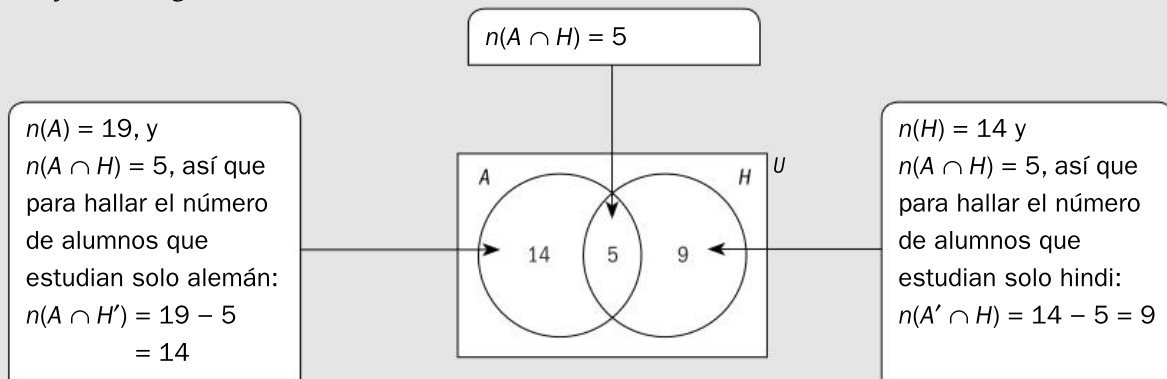 n(A ∩ H) = 5
n(A) = 19, y
n(A ∩ H) = 5, así que
para hallar el número
de alumnos que
estudian solo alemán:
n(A ∩ H′) = 19 – 5
= 14
A
H
U
14
5
9
n(H) = 14 y
n(A ∩ H) = 5, así que
para hallar el número
de alumnos que
estudian solo hindi:
n(A′ ∩ H) = 14 – 5 = 9